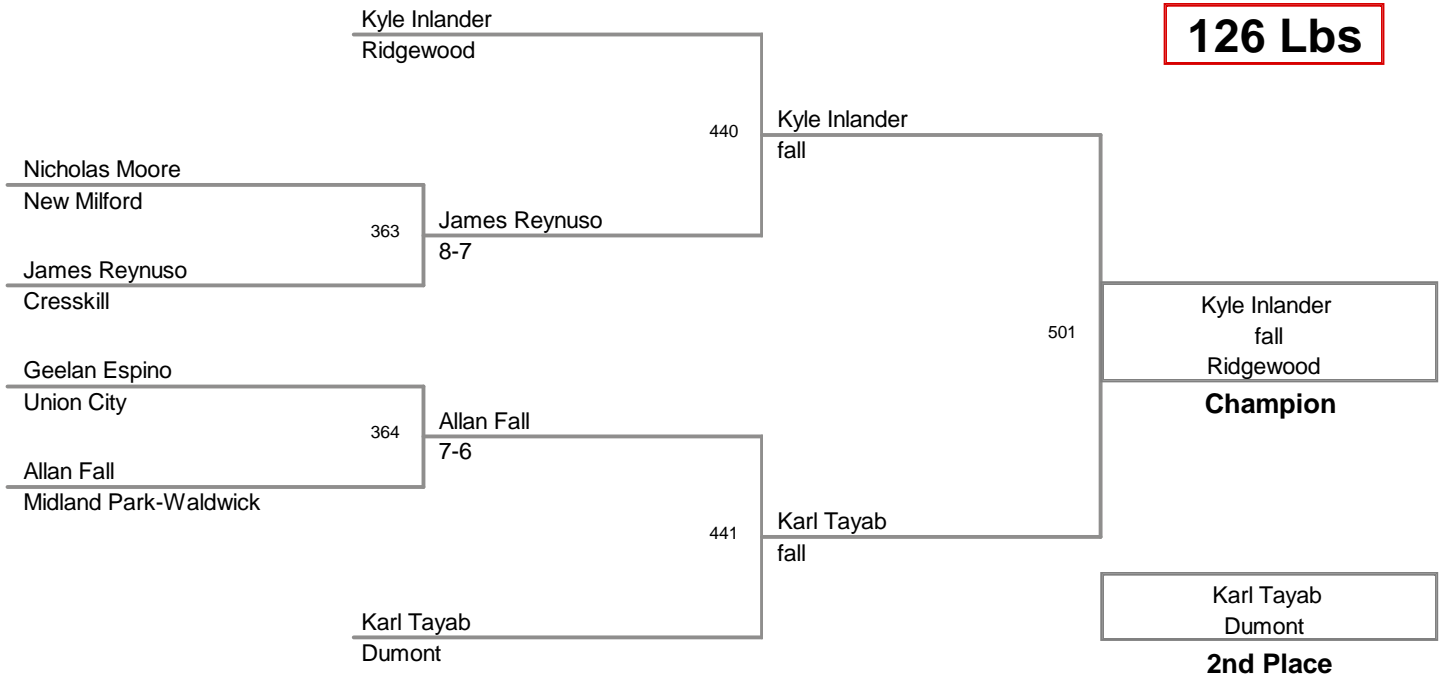 Kyle Inlander
Ridgewood
126 Lbs
440
Kyle Inlander
fall
Nicholas Moore
New Milford
363
James Reynuso
8-7
James Reynuso
Cresskill
501
Kyle Inlander
fall
Ridgewood
Champion
Geelan Espino
Union City
364
Allan Fall
7-6
Allan Fall
Midland Park-Waldwick
441
Karl Tayab
fall
Karl Tayab
Dumont
Karl Tayab
Dumont
2nd Place